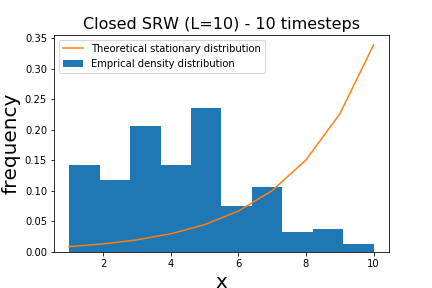 Closed SRW (L=10) - 10 timesteps
Theoretical stationary distribution
Emprical density distribution
frequency
0.35
0.30
0.25
0.20
0.15
0.10
0.05
0.00
2 4 6 8 10
x